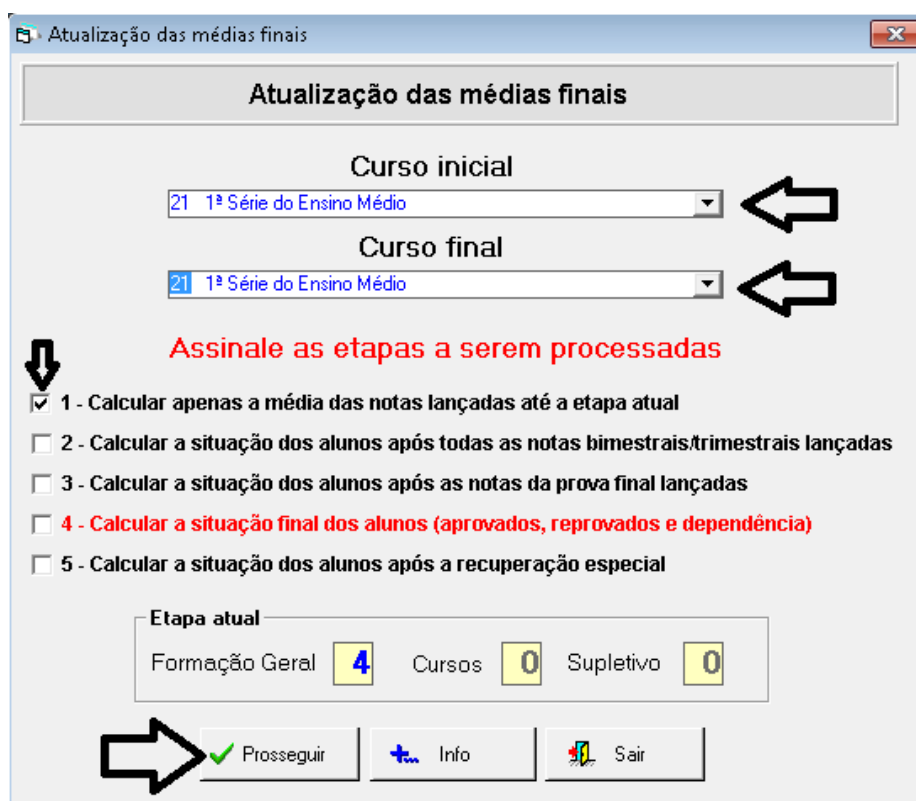 Atualização das médias finais
Atualização das médias finais
Curso inicial
21 1ª Série do Ensino Médio
Curso final
21 1ª Série do Ensino Médio
Assinale as etapas a serem processadas
1 - Calcular apenas a média das notas lançadas até a etapa atual
2 - Calcular a situação dos alunos após todas as notas bimestrais/trimestrais lançadas
3 - Calcular a situação dos alunos após as notas da prova final lançadas
4 - Calcular a situação final dos alunos (aprovados, reprovados e dependência)
5 - Calcular a situação dos alunos após a recuperação especial
Etapa atual
Formação Geral 4 Cursos 0 Supletivo 0
Prosseguir Info Sair